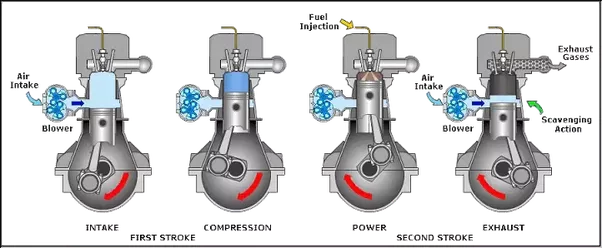 Fuel
Injection
Exhaust
Gases
Air
Intake
Air
Intake
Blower
Blower
Scavenging
Action
INTAKE
COMPRESSION
POWER
EXHAUST
FIRST STROKE
SECOND STROKE